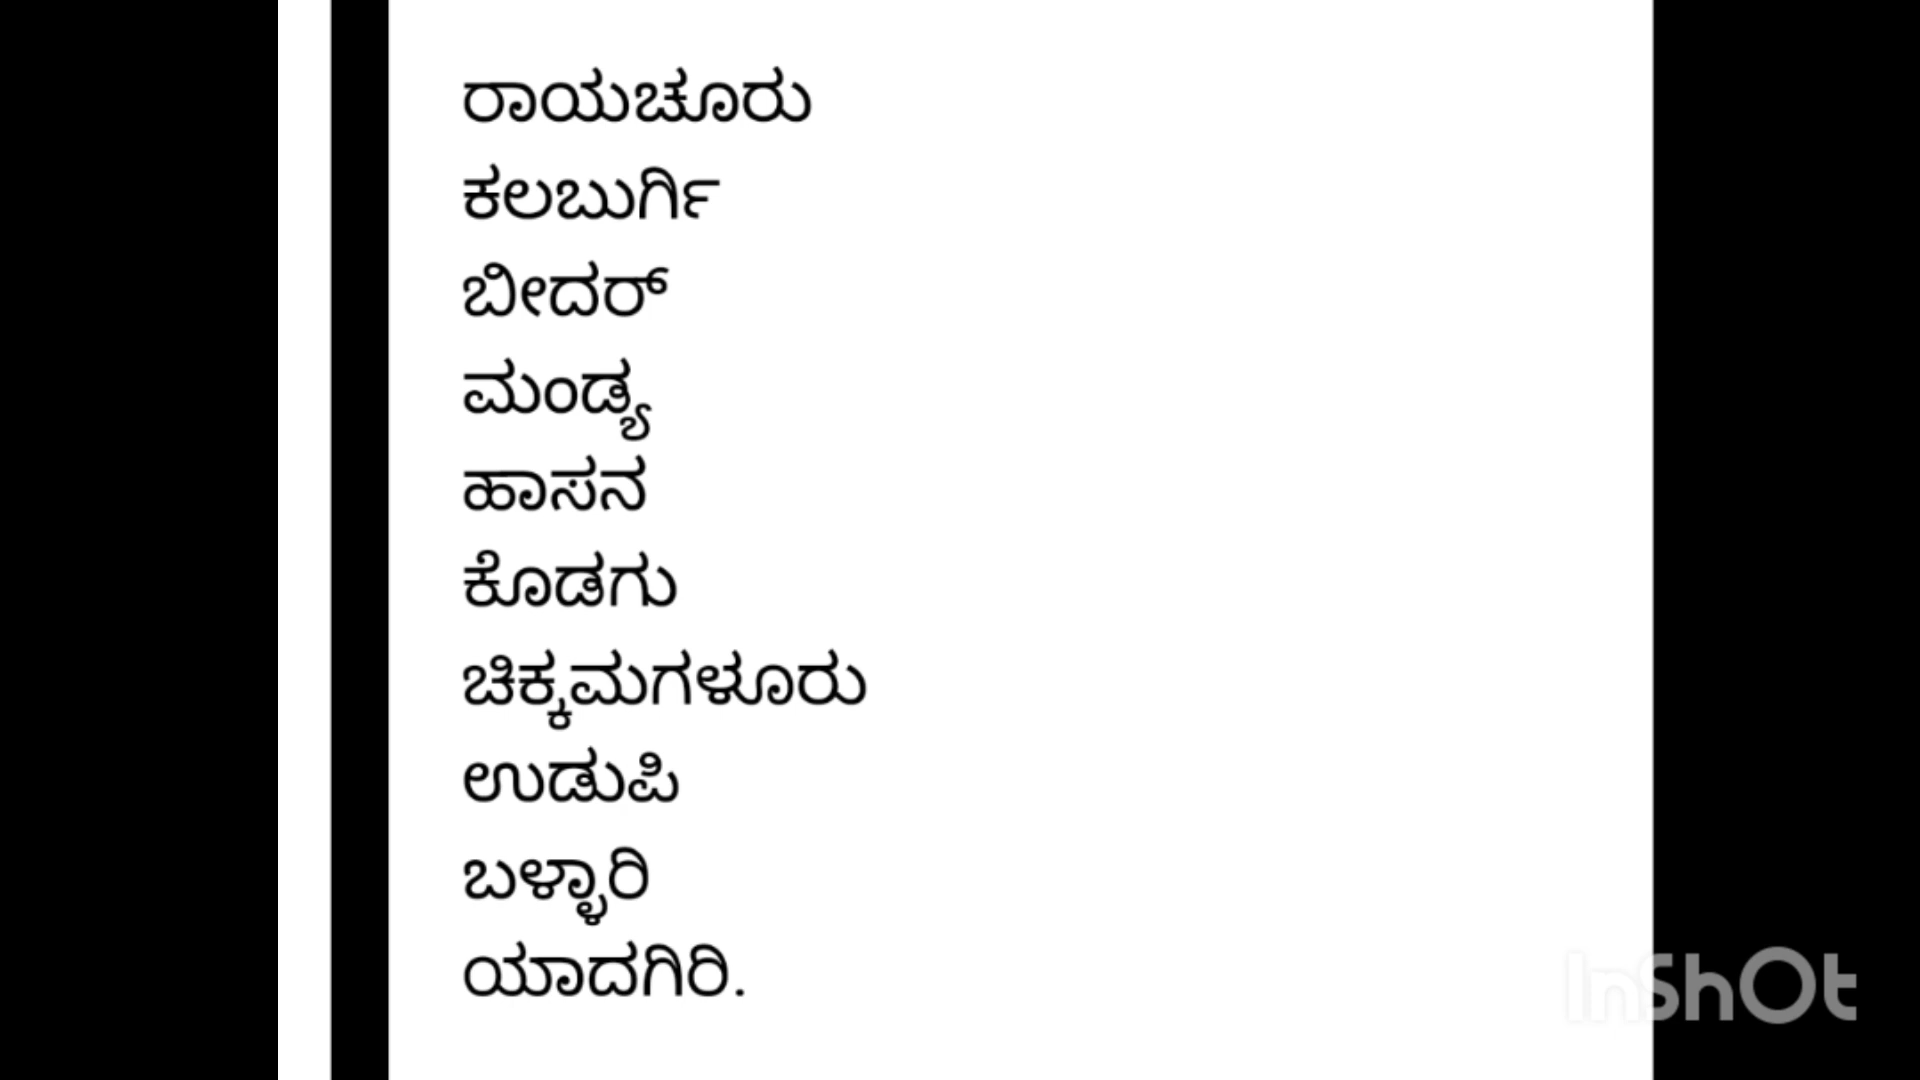 ರಾಯಚೂರು
ಕಲಬುರ್ಗಿ
ಬೀದರ್
ಮಂಡ್ಯ
ಹಾಸನ
ಕೊಡಗು
ಚಿಕ್ಕಮಗಳೂರು
ಉಡುಪಿ
ಬಳ್ಳಾರಿ
ಯಾದಗಿರಿ.
InShOt